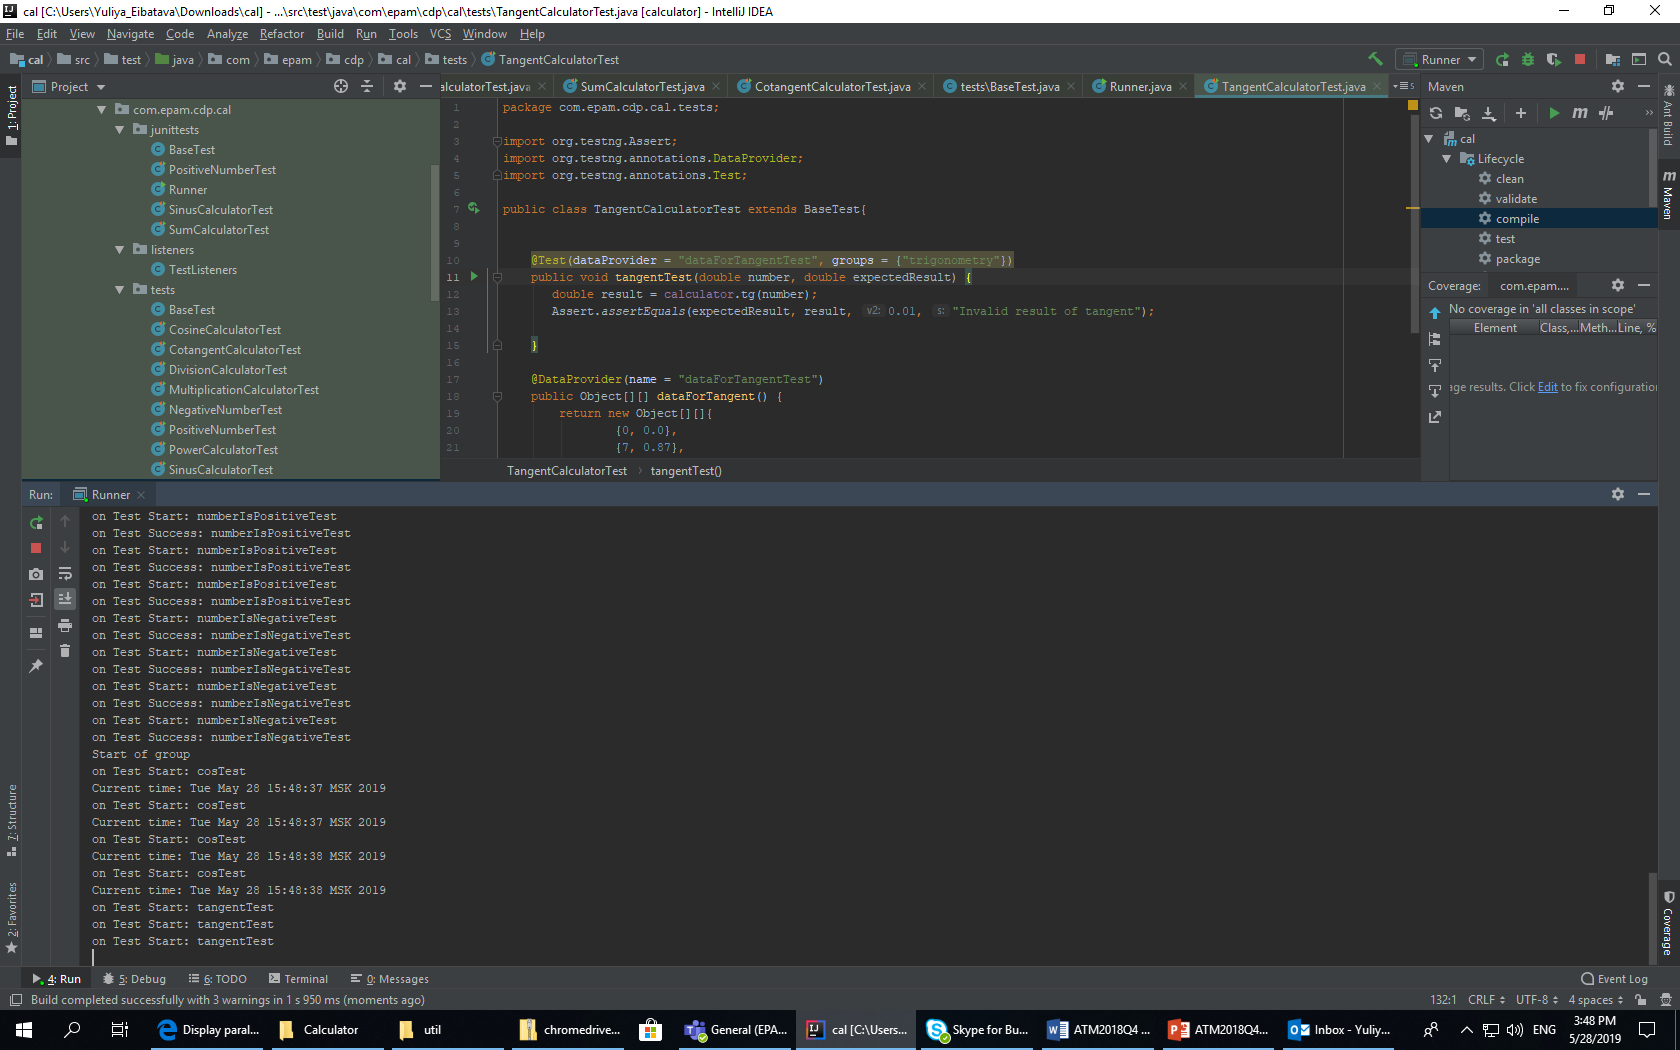 cal [C:\Users\Yuliya_Eibatava\Downloads\cal] - ...\src\test\java\com\epam\cdp\cal\tests\TangentCalculatorTest.java [calculator] - IntelliJ IDEA
File Edit View Navigate Code Analyze Refactor Build Run Tools VCS Window Help
cal src test java com epam cdp cal tests TangentCalculatorTest
Runner
1: Project
Project
com.epam.cdp.cal
junittests
BaseTest
PositiveNumberTest
Runner
SinusCalculatorTest
SumCalculatorTest
listeners
TestListeners
tests
BaseTest
CosineCalculatorTest
CotangentCalculatorTest
DivisionCalculatorTest
MultiplicationCalculatorTest
NegativeNumberTest
PositiveNumberTest
PowerCalculatorTest
SinusCalculatorTest
alculatorTest.java SumCalculatorTest.java CotangentCalculatorTest.java tests\BaseTest.java Runner.java TangentCalculatorTest.java
5
1 package com.epam.cdp.cal.tests;
2
3 import org.testng.Assert;
4 import org.testng.annotations.DataProvider;
5 import org.testng.annotations.Test;
6
7 public class TangentCalculatorTest extends BaseTest{
8
9
10 @Test(dataProvider = "dataForTangentTest", groups = {"trigonometry"})
11 public void tangentTest(double number, double expectedResult) {
12 double result = calculator.tg(number);
13 Assert.assertEquals(expectedResult, result, v2: 0.01, s: "Invalid result of tangent");
14
15 }
16
17 @DataProvider(name = "dataForTangentTest")
18 public Object[][] dataForTangent() {
19 return new Object[][]{
20 {0, 0.0},
21 {7, 0.87},
TangentCalculatorTest tangentTest()
Maven
cal
Lifecycle
clean
validate
compile
test
package
Coverage: com.epam....
No coverage in 'all classes in scope'
Element Class,... Meth... Line, %
age results. Click Edit to fix configuration
Ant Build
Maven
Coverage
Run: Runner
on Test Start: numberIsPositiveTest
on Test Success: numberIsPositiveTest
on Test Start: numberIsPositiveTest
on Test Success: numberIsPositiveTest
on Test Start: numberIsPositiveTest
on Test Success: numberIsPositiveTest
on Test Start: numberIsNegativeTest
on Test Success: numberIsNegativeTest
on Test Start: numberIsNegativeTest
on Test Success: numberIsNegativeTest
on Test Start: numberIsNegativeTest
on Test Success: numberIsNegativeTest
on Test Start: numberIsNegativeTest
on Test Success: numberIsNegativeTest
Start of group
on Test Start: cosTest
Current time: Tue May 28 15:48:37 MSK 2019
on Test Start: cosTest
Current time: Tue May 28 15:48:37 MSK 2019
on Test Start: cosTest
Current time: Tue May 28 15:48:38 MSK 2019
on Test Start: cosTest
Current time: Tue May 28 15:48:38 MSK 2019
on Test Start: tangentTest
on Test Start: tangentTest
on Test Start: tangentTest
7: Structure
2: Favorites
4: Run 5: Debug 6: TODO Terminal 0: Messages Event Log
Build completed successfully with 3 warnings in 1 s 950 ms (moments ago) 132:1 CRLF UTF-8 4 spaces
Display paral... Calculator util chromedrive... General (EPA... cal [C:\Users... Skype for Bu... ATM2018Q4 ... ATM2018Q4... Inbox - Yuliy... ENG
3:48 PM
5/28/2019